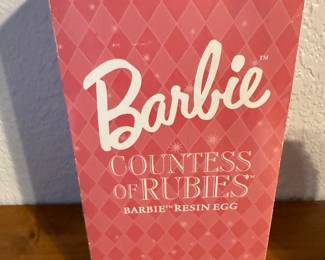 Barbie™
COUNTESS
OF RUBIES™
BARBIE™ RESIN EGG